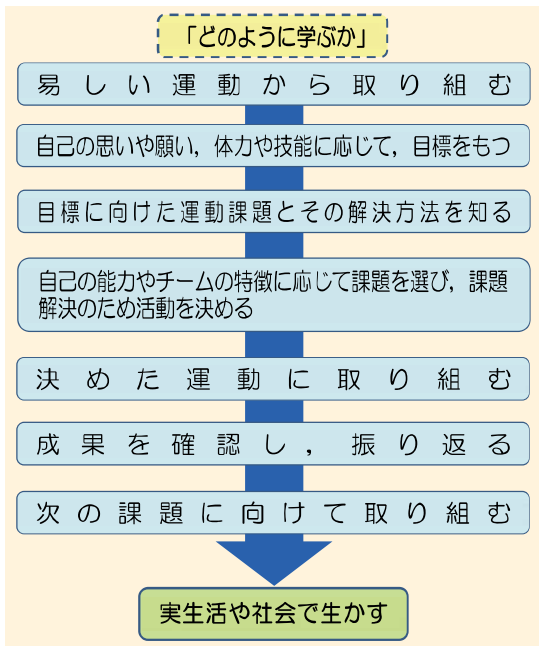 「どのように学ぶか」
易しい運動から取り組む
自己の思いや願い，体力や技能に応じて，目標をもつ
目標に向けた運動課題とその解決方法を知る
自己の能力やチームの特徴に応じて課題を選び，課題
解決のため活動を決める
決めた運動に取り組む
成果を確認し，振り返る
次の課題に向けて取り組む
実生活や社会で生かす